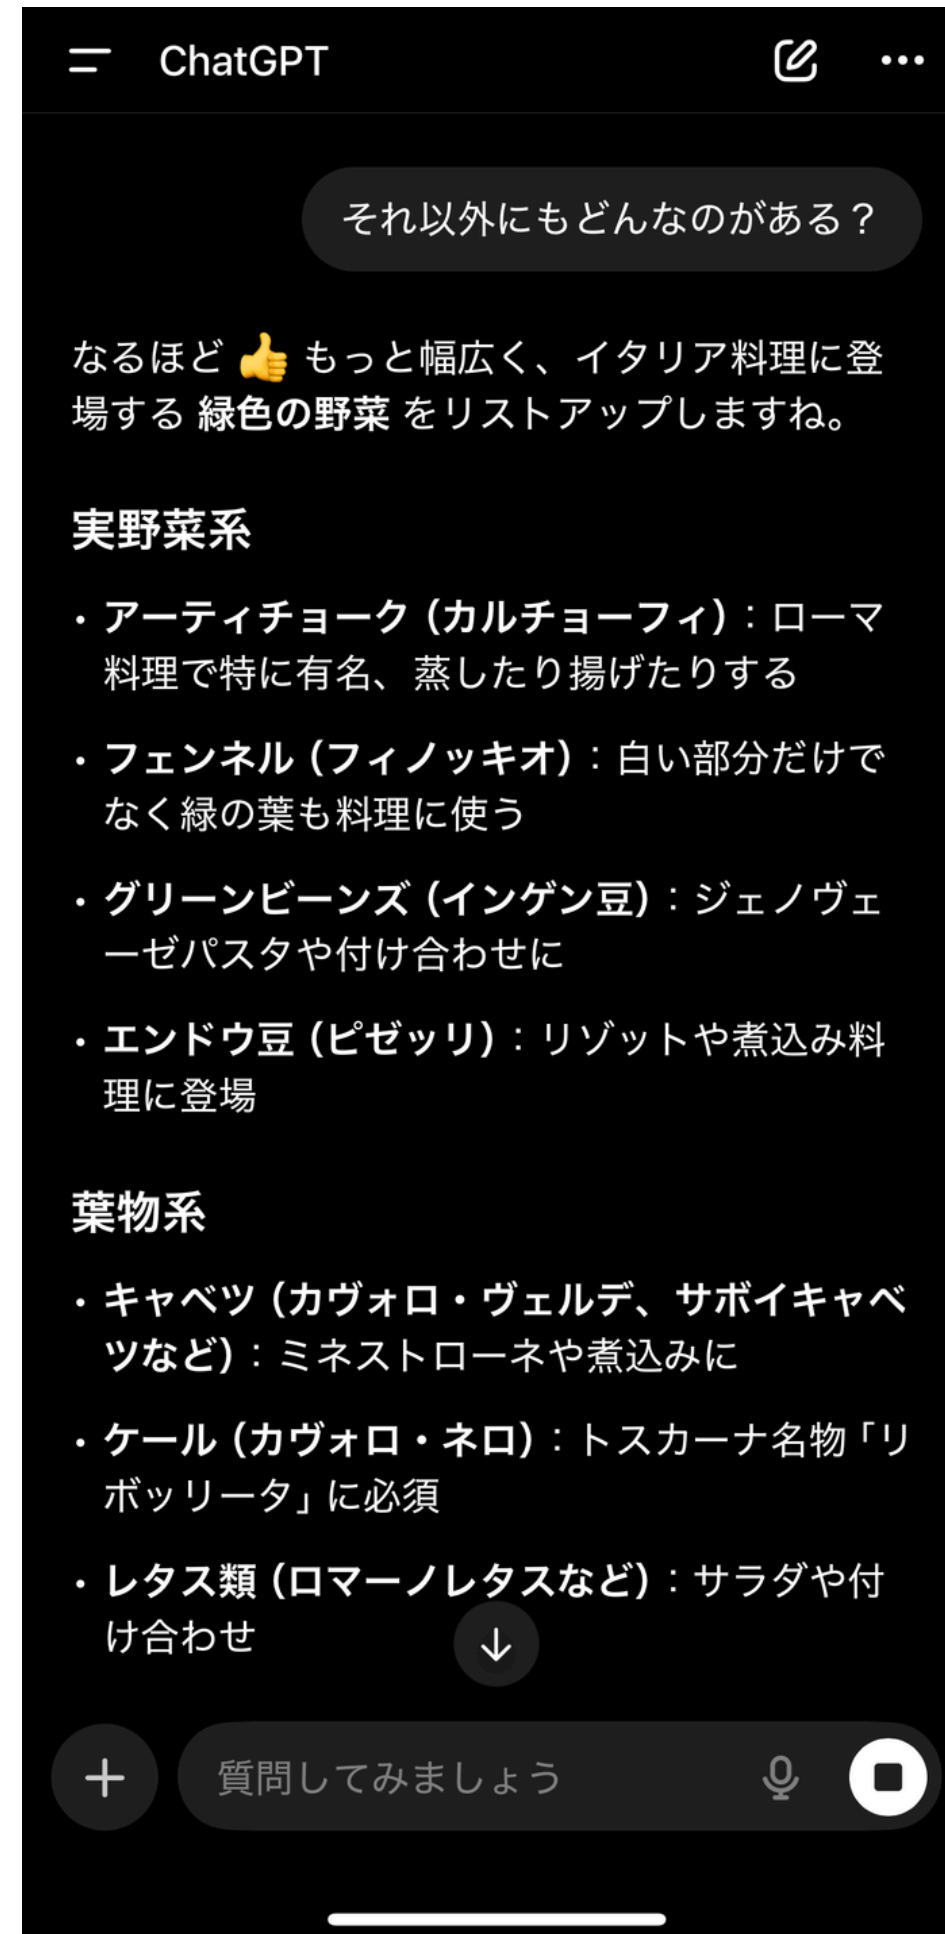 ChatGPT
それ以外にもどんなのがある？
なるほど 👍 もっと幅広く、イタリア料理に登
場する 緑色の野菜 をリストアップしますね。
実野菜系
• アーティチョーク（カルチョーフィ）：ローマ
料理で特に有名、蒸したり揚げたりする
• フェンネル（フィノッキオ）：白い部分だけで
なく緑の葉も料理に使う
• グリーンビーンズ（インゲン豆）：ジェノヴェ
ーゼパスタや付け合わせに
• エンドウ豆（ピゼッリ）：リゾットや煮込み料
理に登場
葉物系
• キャベツ（カヴォロ・ヴェルデ、サボイキャベ
ツなど）：ミネストローネや煮込みに
• ケール（カヴォロ・ネロ）：トスカーナ名物「リ
ボッリータ」に必須
• レタス類（ロマーノレタスなど）：サラダや付
け合わせ
質問してみましょう